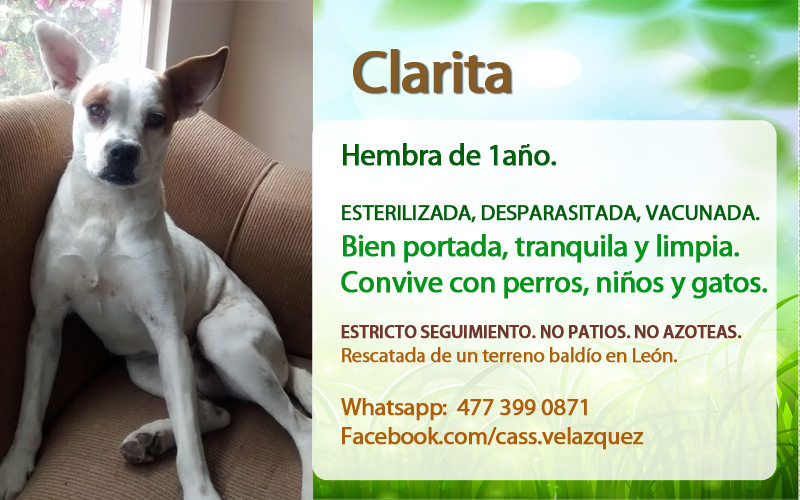 Clarita
Hembra de 1año.
ESTERILIZADA, DESPARASITADA, VACUNADA.
Bien portada, tranquila y limpia.
Convive con perros, niños y gatos.
ESTRICTO SEGUIMIENTO. NO PATIOS. NO AZOTEAS.
Rescatada de un terreno baldío en León.
Whatsapp: 477 399 0871
Facebook.com/cass.velazquez